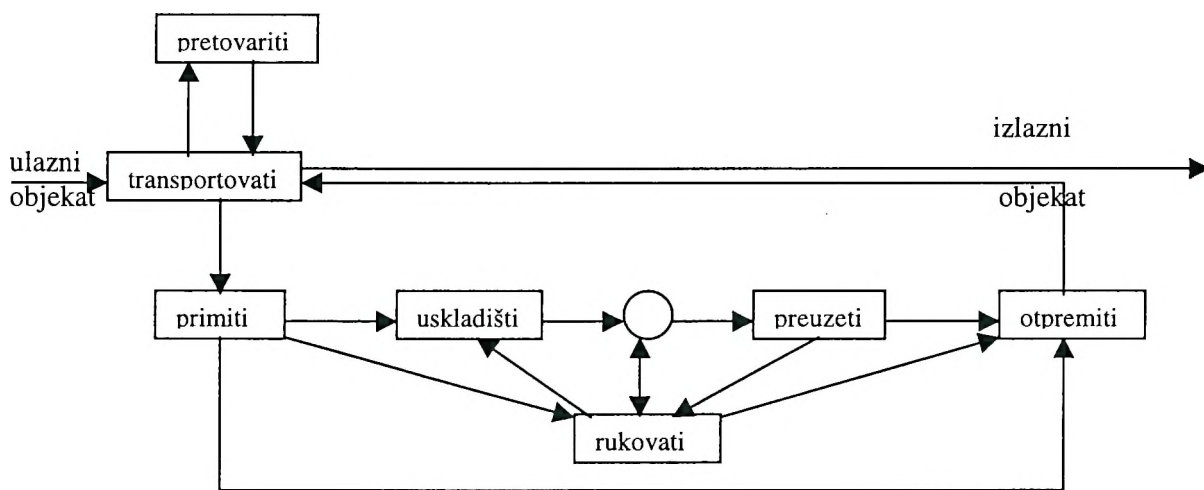 pretovariti
izlazni
ulazni
transportovati
objekat
objekat
primiti
uskladišti
preuzeti
otpremiti
rukovati